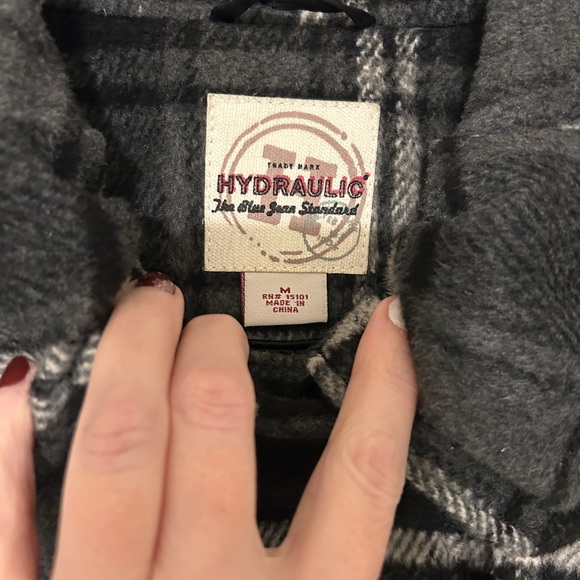 TRADE MARK
HYDRAULIC
The Blue Jean Standard
M
RN# 15101
MADE IN
CHINA